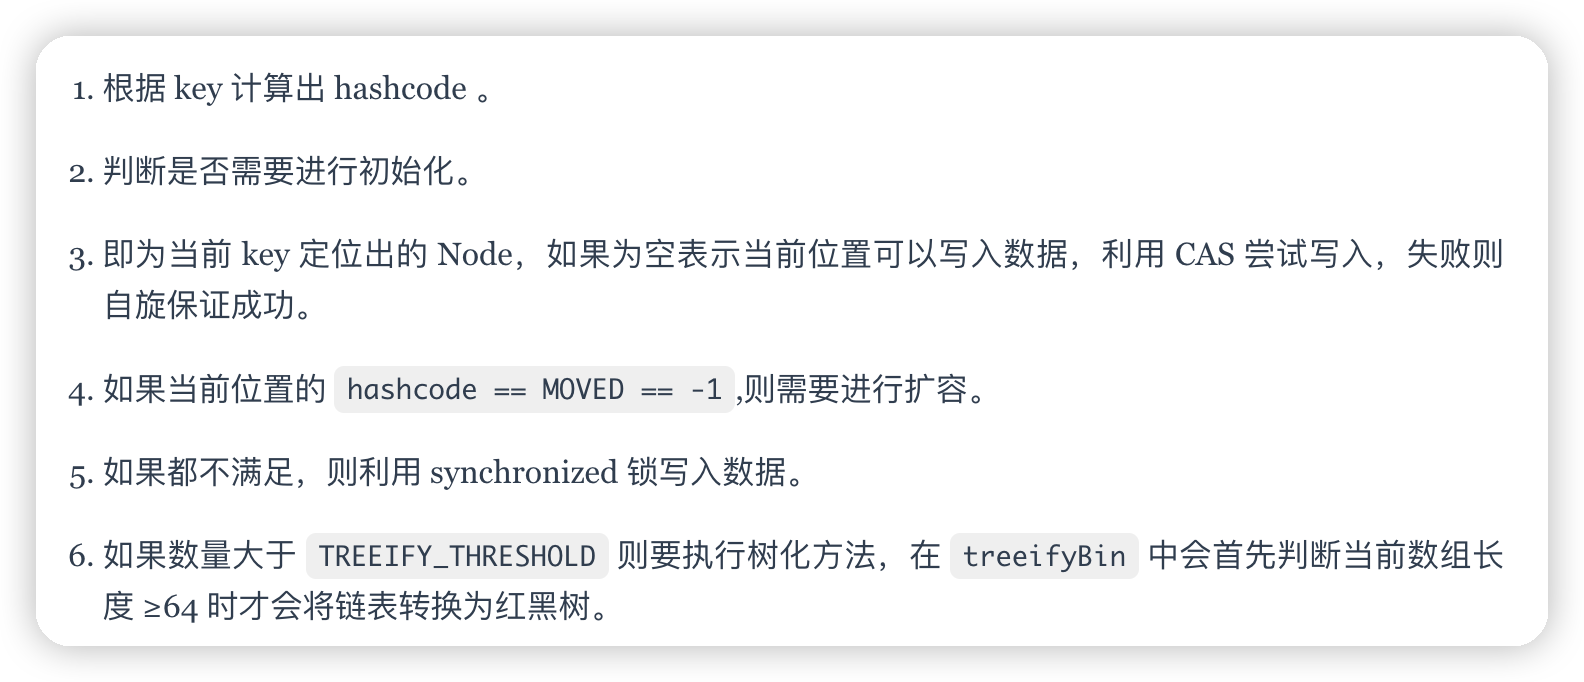 1. 根据 key 计算出 hashcode 。
2. 判断是否需要进行初始化。
3. 即为当前 key 定位出的 Node，如果为空表示当前位置可以写入数据，利用 CAS 尝试写入，失败则
自旋保证成功。
4. 如果当前位置的 hashcode == MOVED == -1 ,则需要进行扩容。
5. 如果都不满足，则利用 synchronized 锁写入数据。
6. 如果数量大于 TREEIFY_THRESHOLD 则要执行树化方法，在 treeifyBin 中会首先判断当前数组长
度 ≥64 时才会将链表转换为红黑树。